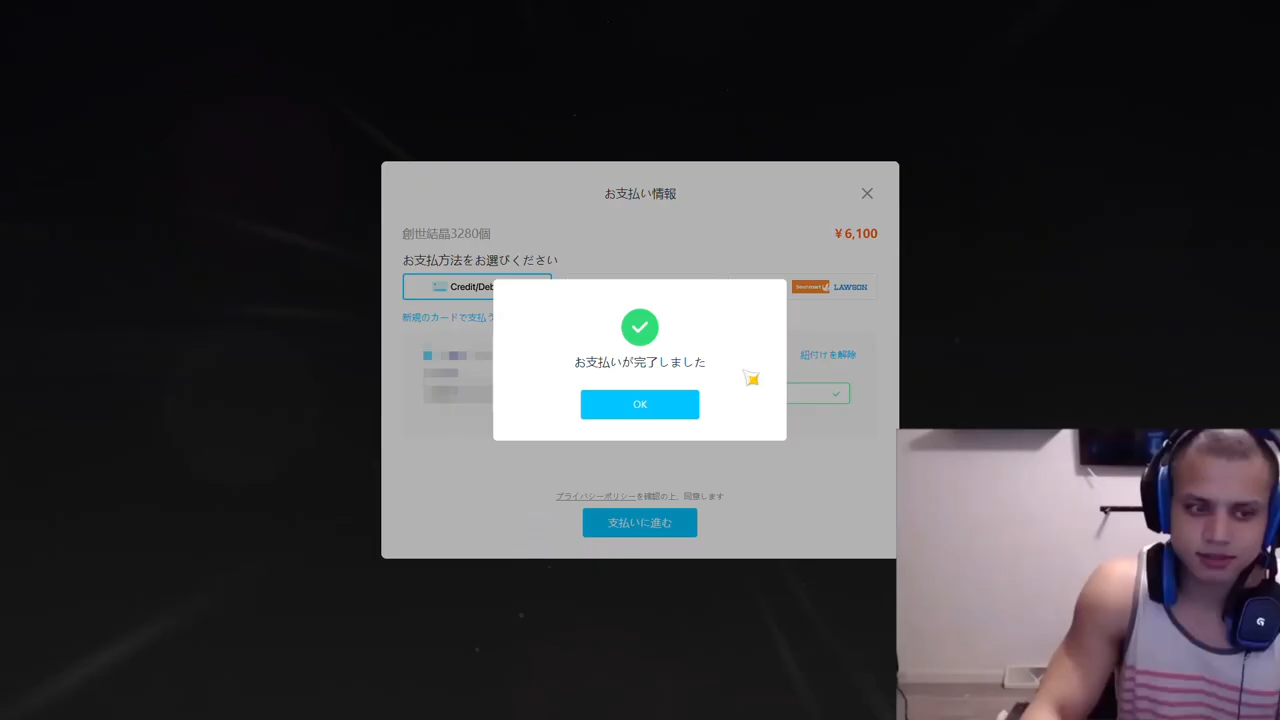 お支払い情報
創世結晶3280個
¥6,100
お支払方法をお選びください
Credit/Deb
LAWSON
新規のカードで支払う
紐付けを解除
お支払いが完了しました
OK
プライバシーポリシーを確認の上、同意します
支払いに進む
G